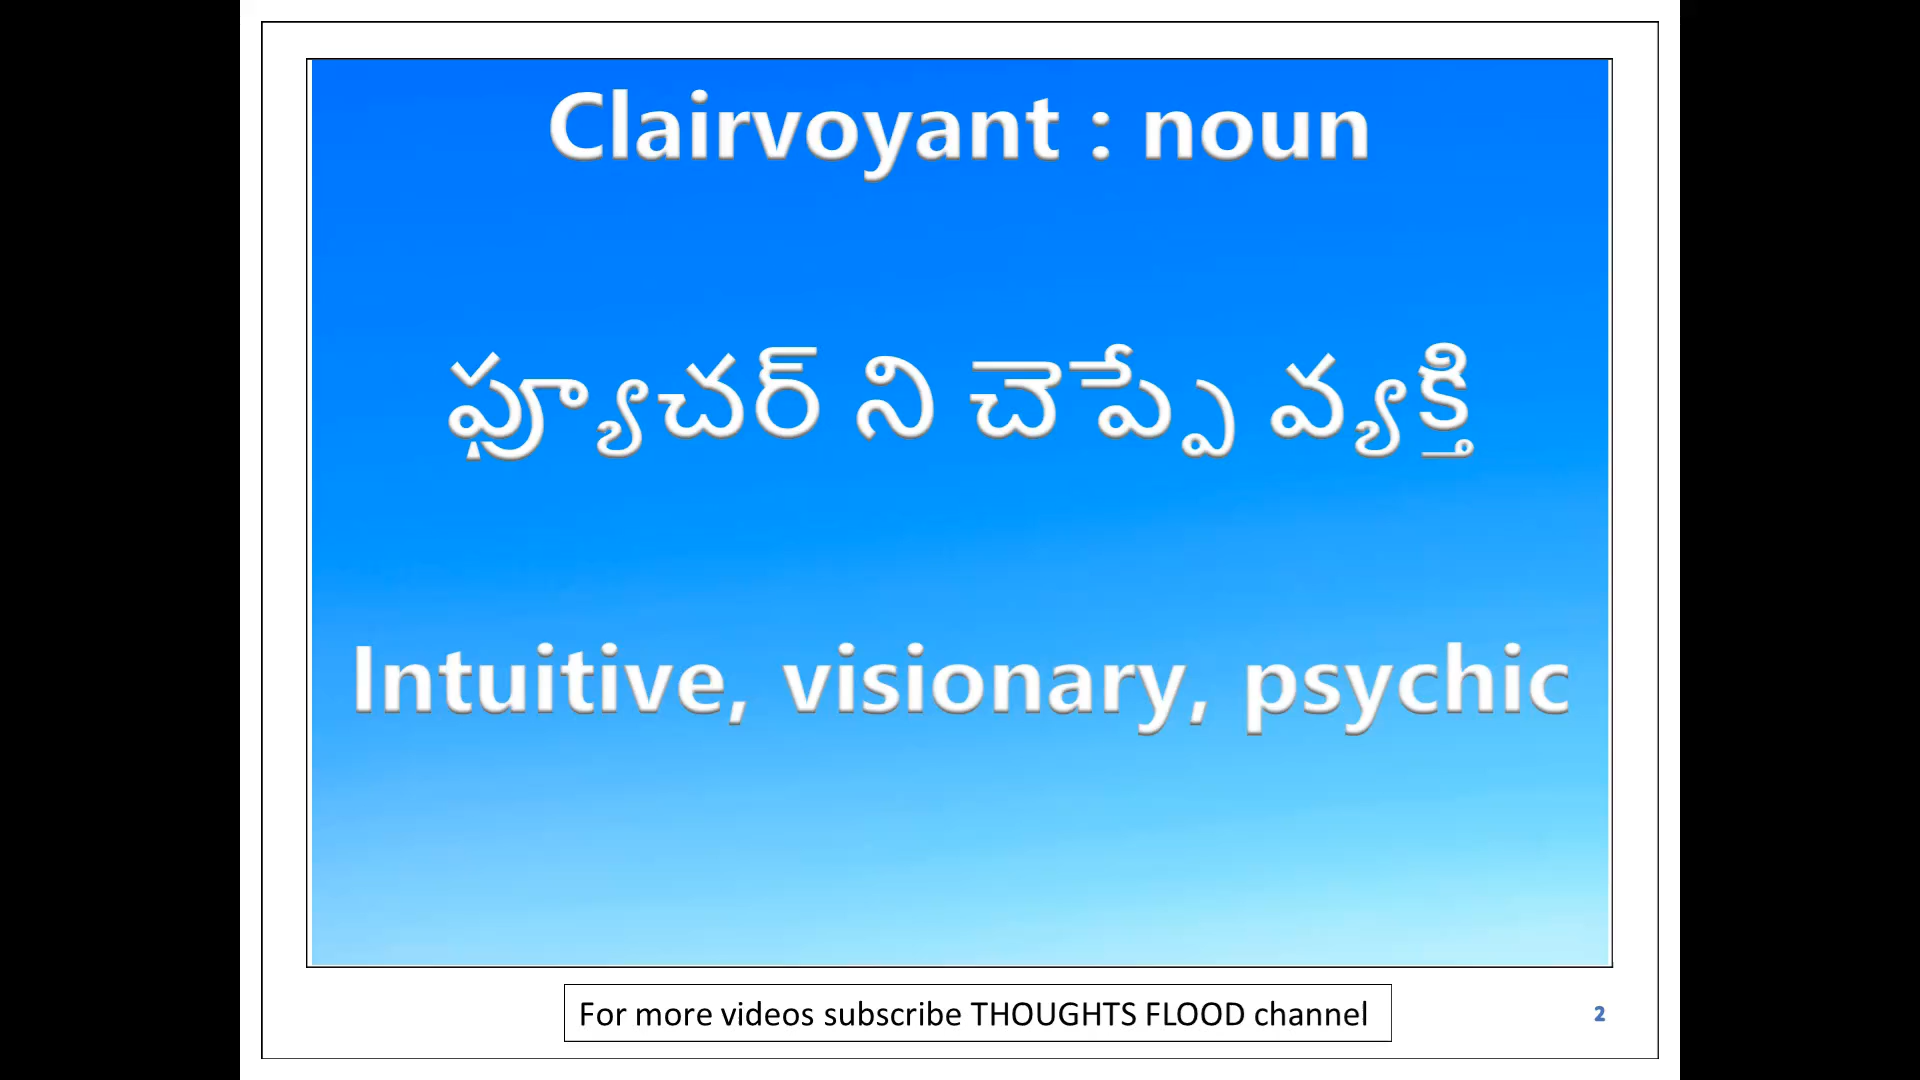 Clairvoyant : noun
ఫ్యూచర్ ని చెప్పే వ్యక్తి
Intuitive, visionary, psychic
For more videos subscribe THOUGHTS FLOOD channel
2